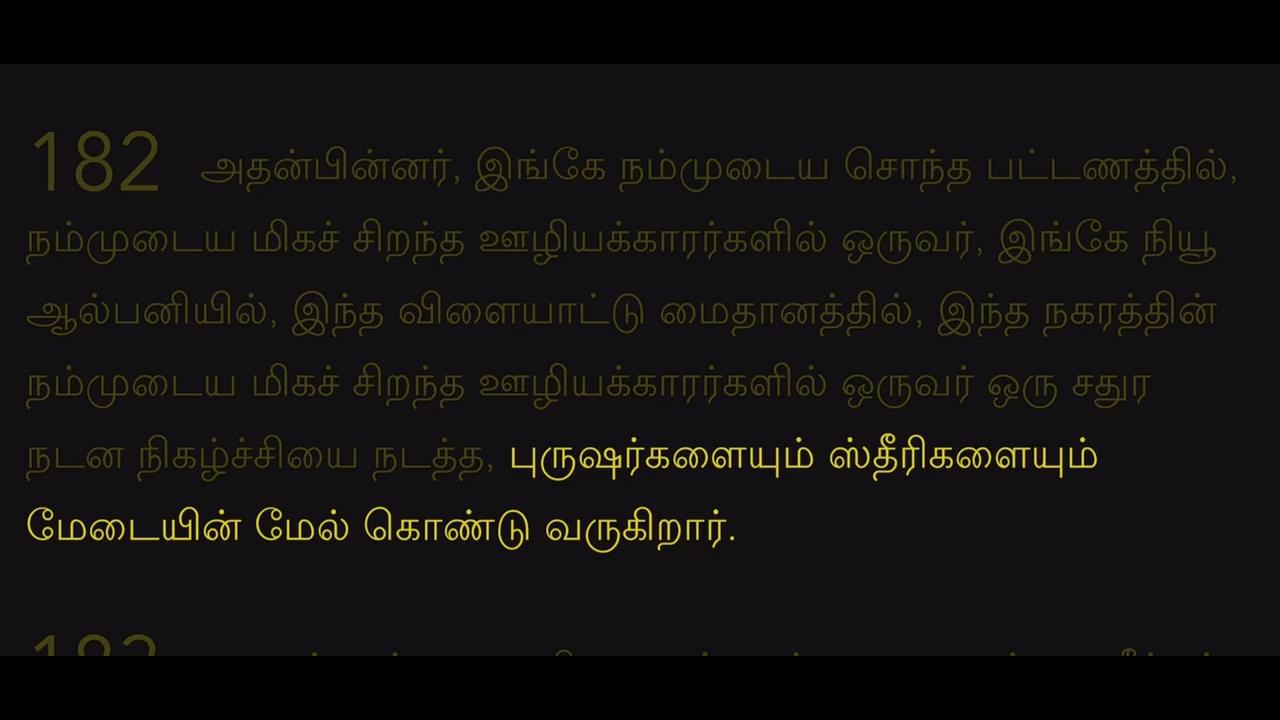 182 அதன்பின்னர், இங்கே நம்முடைய சொந்த பட்டணத்தில்,
நம்முடைய மிகச் சிறந்த ஊழியக்காரர்களில் ஒருவர், இங்கே நியூ
ஆல்பனியில், இந்த விளையாட்டு மைதானத்தில், இந்த நகரத்தின்
நம்முடைய மிகச் சிறந்த ஊழியக்காரர்களில் ஒருவர் ஒரு சதுர
நடன நிகழ்ச்சியை நடத்த, புருஷர்களையும் ஸ்தீரிகளையும்
மேடையின் மேல் கொண்டு வருகிறார்.